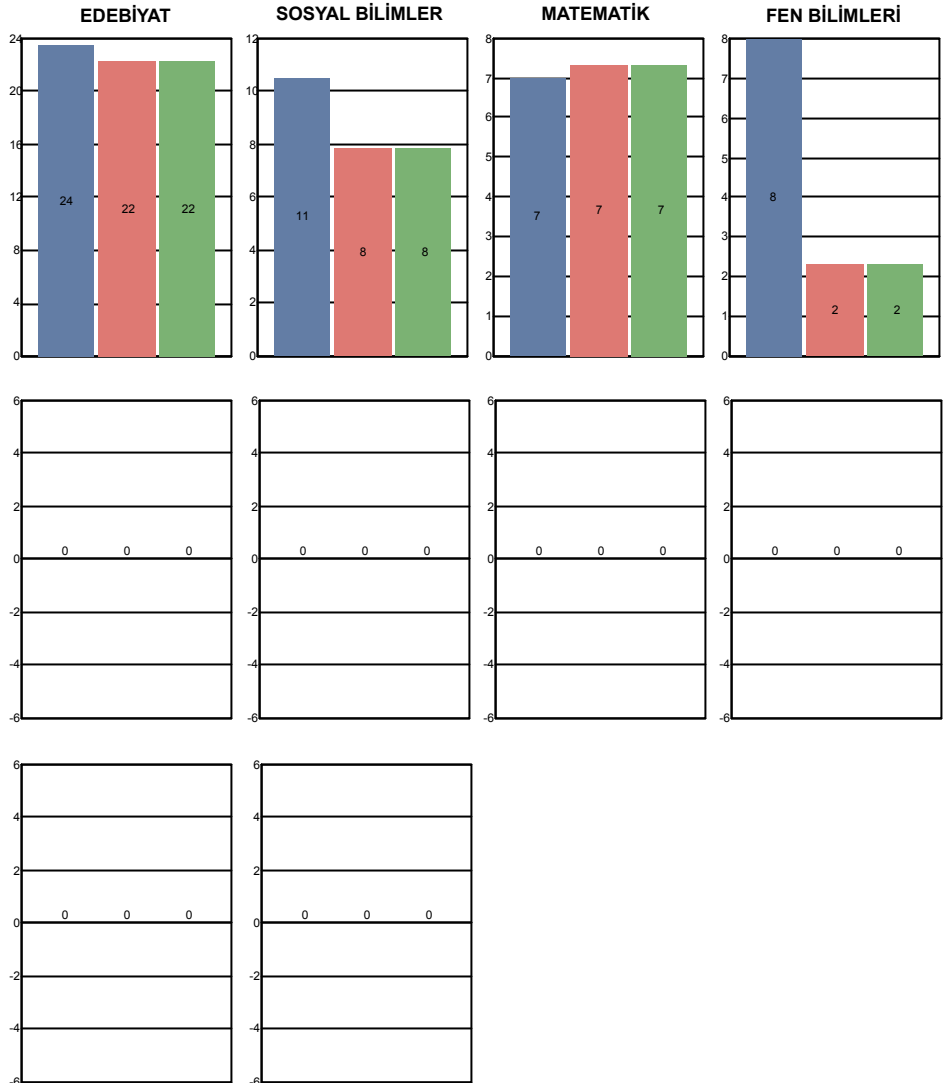 EDEBİYAT SOSYAL BİLİMLER MATEMATİK FEN BİLİMLERİ
24 12 8 8
7 7
20 10
6 6
16 8
5 5
12 24 22 22 6 11 4 7 7 7 4 8
8 4 8 8 3 3
2 2
4 2
1 1 2 2
0 0 0 0
6 6 6 6
4 4 4 4
2 2 2 2
0 0 0 0 0 0 0 0 0 0 0 0
0 0 0 0
-2 -2 -2 -2
-4 -4 -4 -4
-6 -6 -6 -6
6 6
4 4
2 2
0 0 0 0 0 0
0 0
-2 -2
-4 -4
-6 -6